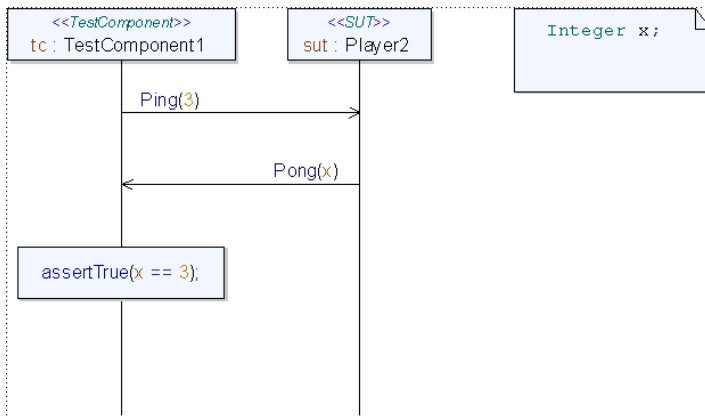 <<TestComponent>>
tc : TestComponent1
<<SUT>>
sut : Player2
Integer x;
Ping(3)
Pong(x)
assertTrue(x == 3);